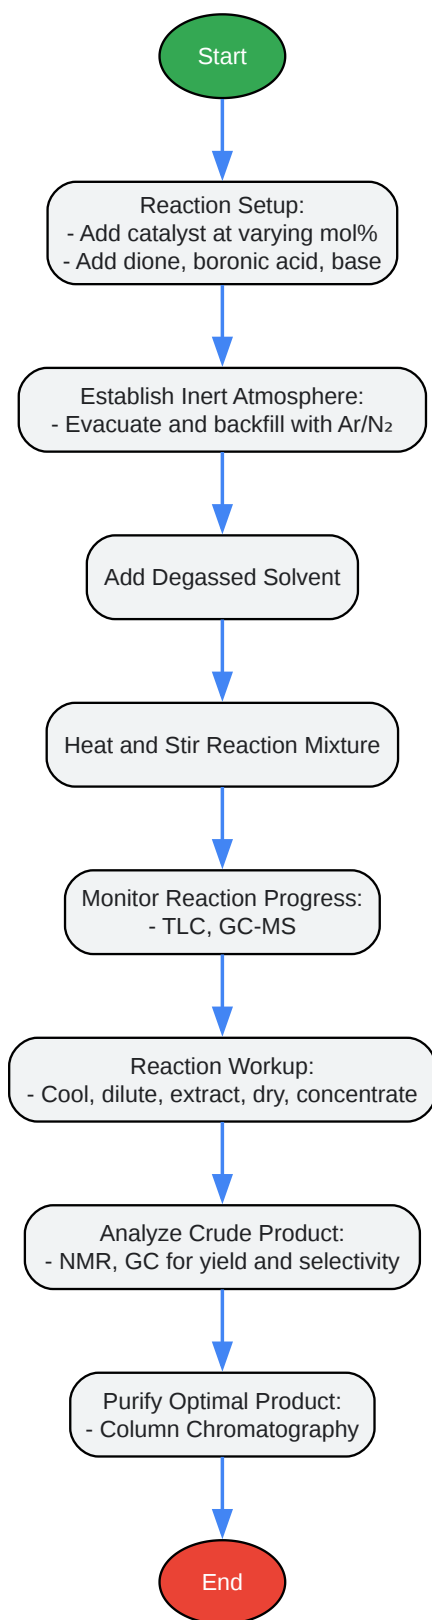 Start
Reaction Setup:
- Add catalyst at varying mol%
- Add dione, boronic acid, base
Establish Inert Atmosphere:
- Evacuate and backfill with Ar/N₂
Add Degassed Solvent
Heat and Stir Reaction Mixture
Monitor Reaction Progress:
- TLC, GC-MS
Reaction Workup:
- Cool, dilute, extract, dry, concentrate
Analyze Crude Product:
- NMR, GC for yield and selectivity
Purify Optimal Product:
- Column Chromatography
End